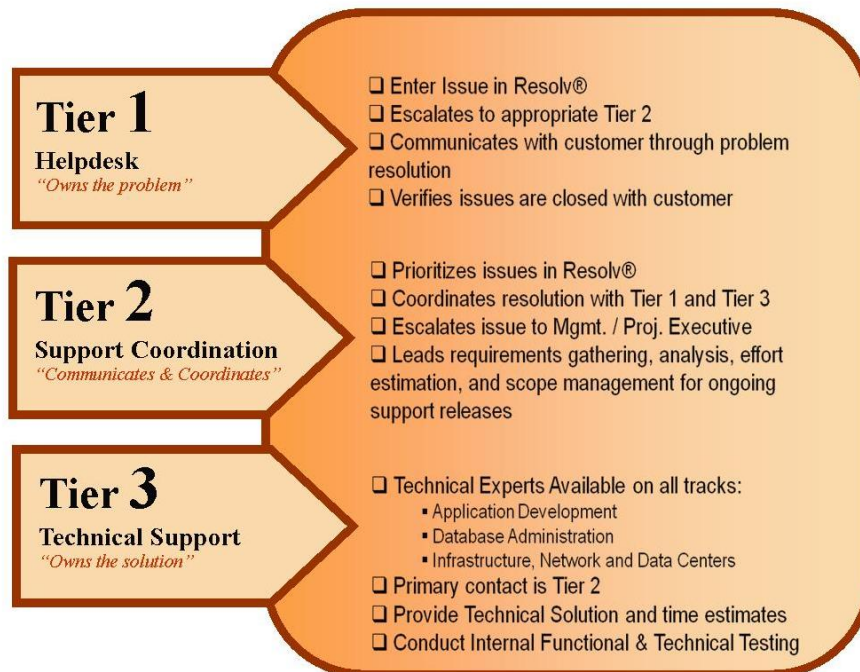 Tier 1
Helpdesk
“Owns the problem”
❑ Enter Issue in Resolv®
❑ Escalates to appropriate Tier 2
❑ Communicates with customer through problem
resolution
❑ Verifies issues are closed with customer
Tier 2
Support Coordination
“Communicates & Coordinates”
❑ Prioritizes issues in Resolv®
❑ Coordinates resolution with Tier 1 and Tier 3
❑ Escalates issue to Mgmt. / Proj. Executive
❑ Leads requirements gathering, analysis, effort
estimation, and scope management for ongoing
support releases
Tier 3
Technical Support
“Owns the solution”
❑ Technical Experts Available on all tracks:
▪ Application Development
▪ Database Administration
▪ Infrastructure, Network and Data Centers
❑ Primary contact is Tier 2
❑ Provide Technical Solution and time estimates
❑ Conduct Internal Functional & Technical Testing